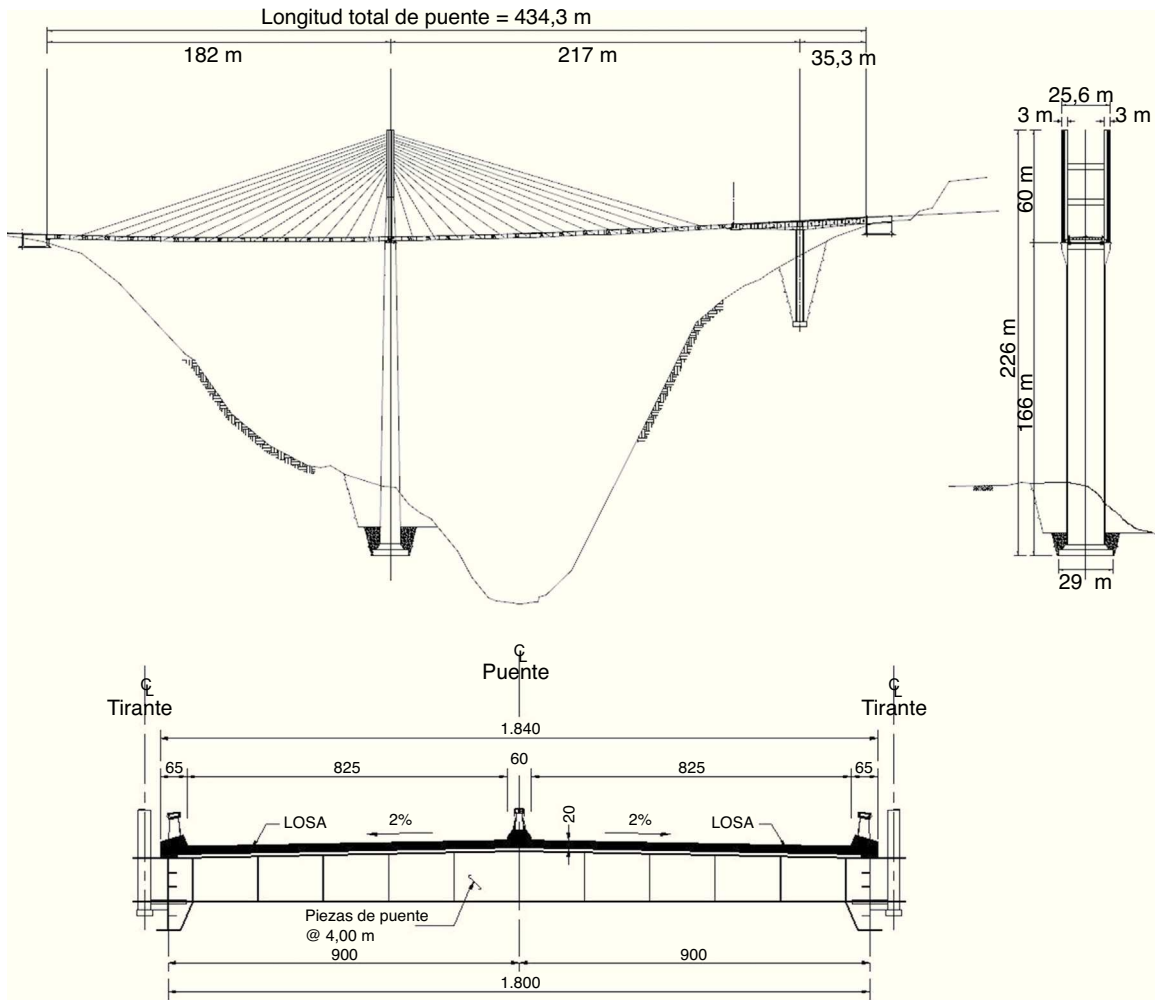 Longitud total de puente = 434,3 m
182 m
217 m
35,3 m
25,6 m
3 m
3 m
60 m
226 m
166 m
29 m
℄
Puente
℄
Tirante
℄
Tirante
1.840
65
825
60
825
65
20
LOSA
2%
2%
LOSA
Piezas de puente
@ 4,00 m
900
900
1.800